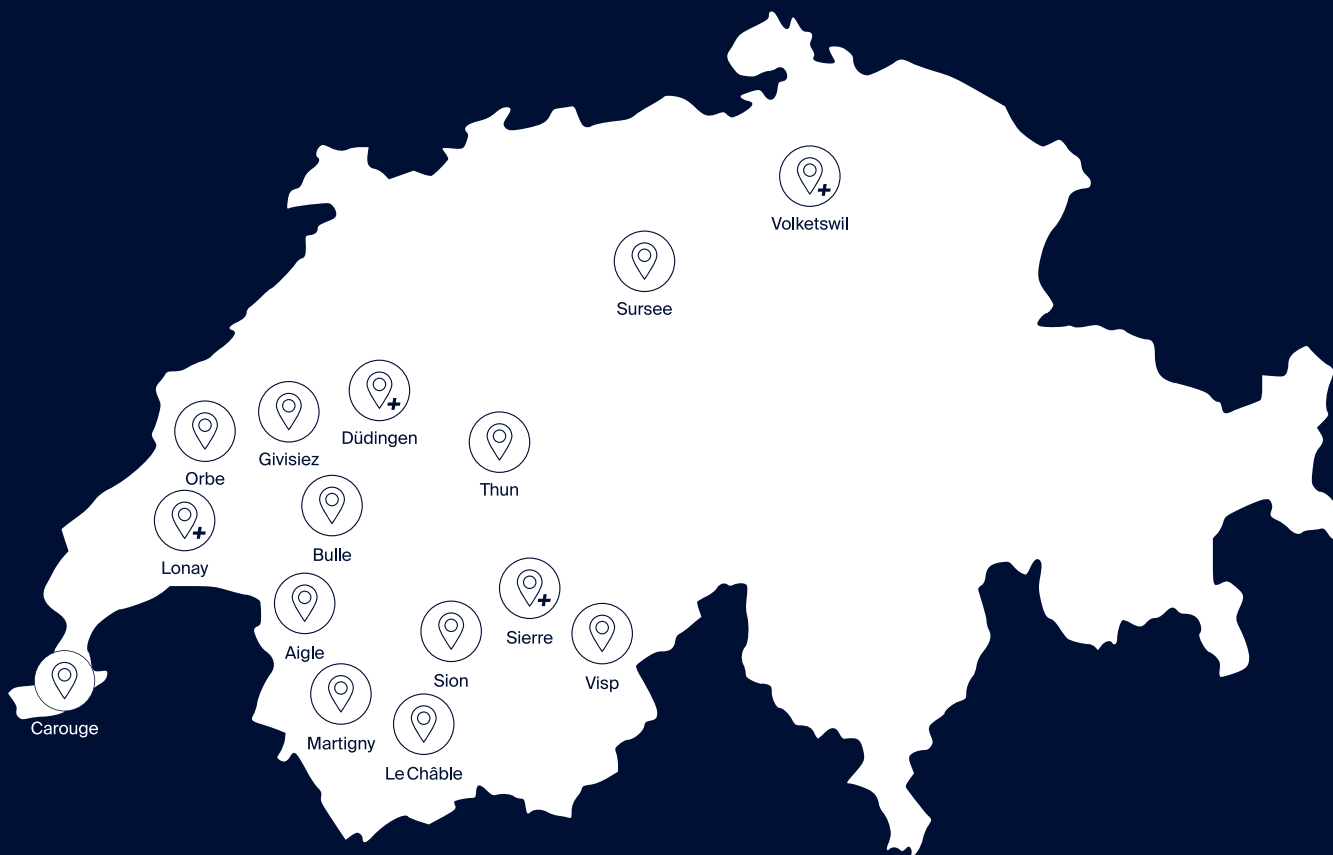 Volketswil
Sursee
Düdingen
Givisiez
Orbe
Thun
Bulle
Lonay
Sierre
Aigle
Sion
Visp
Carouge
Martigny
Le Châble